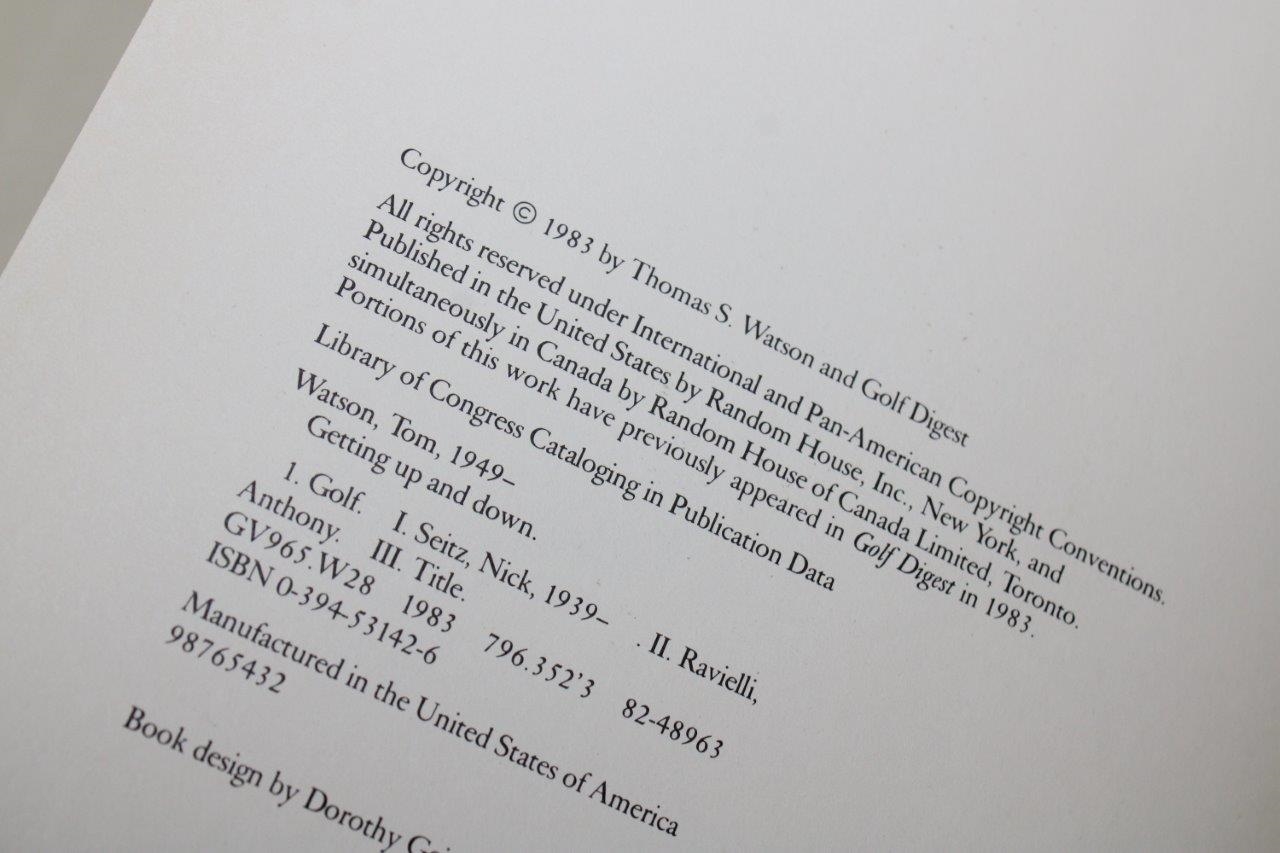 Copyright © 1983 by Thomas S. Watson and Golf Digest
All rights reserved under International and Pan-American Copyright Conventions.
Published in the United States by Random House, Inc., New York, and
simultaneously in Canada by Random House of Canada Limited, Toronto.
Portions of this work have previously appeared in Golf Digest in 1983.
Library of Congress Cataloging in Publication Data
Watson, Tom, 1949–
Getting up and down.
1. Golf. I. Seitz, Nick, 1939– . II. Ravielli,
Anthony. III. Title.
GV965.W28 1983 796.352'3 82-48963
ISBN 0-394-53142-6
Manufactured in the United States of America
98765432
Book design by Dorothy